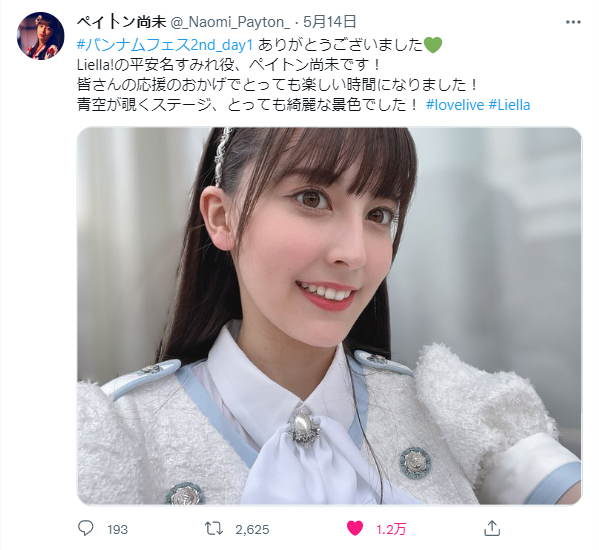 ペイトン尚未 @_Naomi_Payton_ · 5月14日
#バンナムフェス2nd_day1 ありがとうございました💚
Liella!の平安名すみれ役、ペイトン尚未です！
皆さんの応援のおかげでとっても楽しい時間になりました！
青空が覗くステージ、とっても綺麗な景色でした！ #lovelive #Liella
193 2,625 1.2万